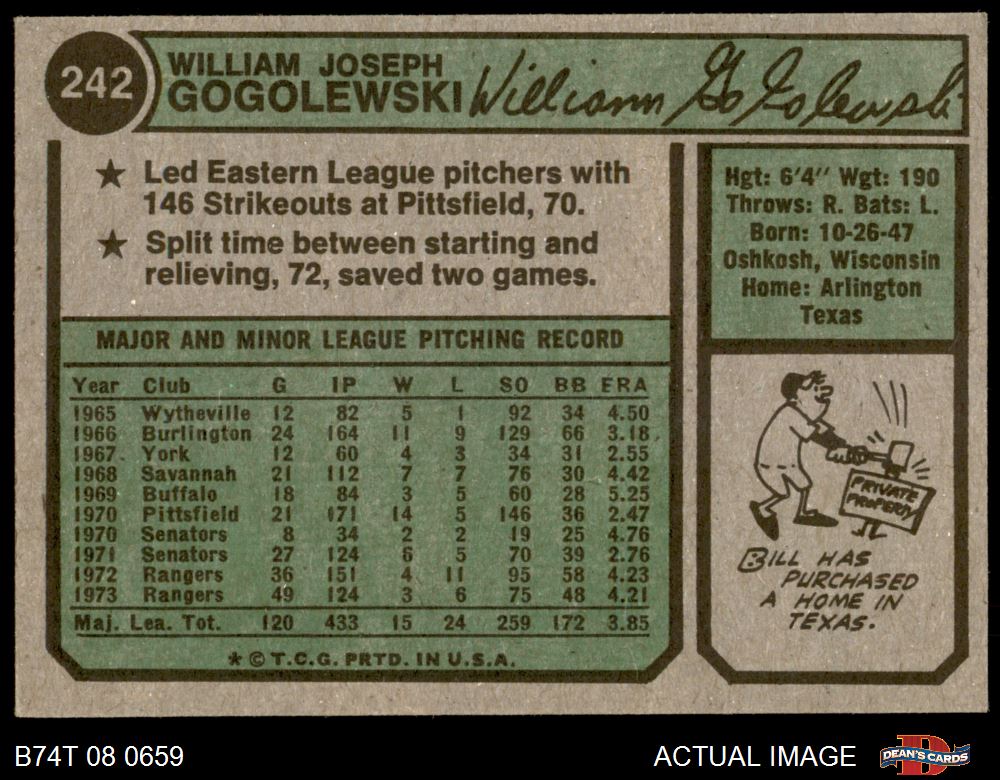 242
WILLIAM JOSEPH
GOGOLEWSKI
William Gogolewski
★ Led Eastern League pitchers with
146 Strikeouts at Pittsfield, 70.
★ Split time between starting and
relieving, 72, saved two games.
Hgt: 6'4" Wgt: 190
Throws: R. Bats: L.
Born: 10-26-47
Oshkosh, Wisconsin
Home: Arlington
Texas
MAJOR AND MINOR LEAGUE PITCHING RECORD
Year Club G IP W L SO BB ERA
1965 Wytheville 12 82 5 1 92 34 4.50
1966 Burlington 24 164 11 9 129 66 3.18
1967 York 12 60 4 3 34 31 2.55
1968 Savannah 21 112 7 7 76 30 4.42
1969 Buffalo 18 84 3 5 60 28 5.25
1970 Pittsfield 21 171 14 5 146 36 2.47
1970 Senators 8 34 2 2 19 25 4.76
1971 Senators 27 124 6 5 70 39 2.76
1972 Rangers 36 151 4 11 95 58 4.23
1973 Rangers 49 124 3 6 75 48 4.21
Maj. Lea. Tot. 120 433 15 24 259 172 3.85
* © T.C.G. PRTD. IN U.S.A.
PRIVATE
PROPERTY
BILL HAS
PURCHASED
A HOME IN
TEXAS.
B74T 08 0659
ACTUAL IMAGE
DEAN'S CARDS